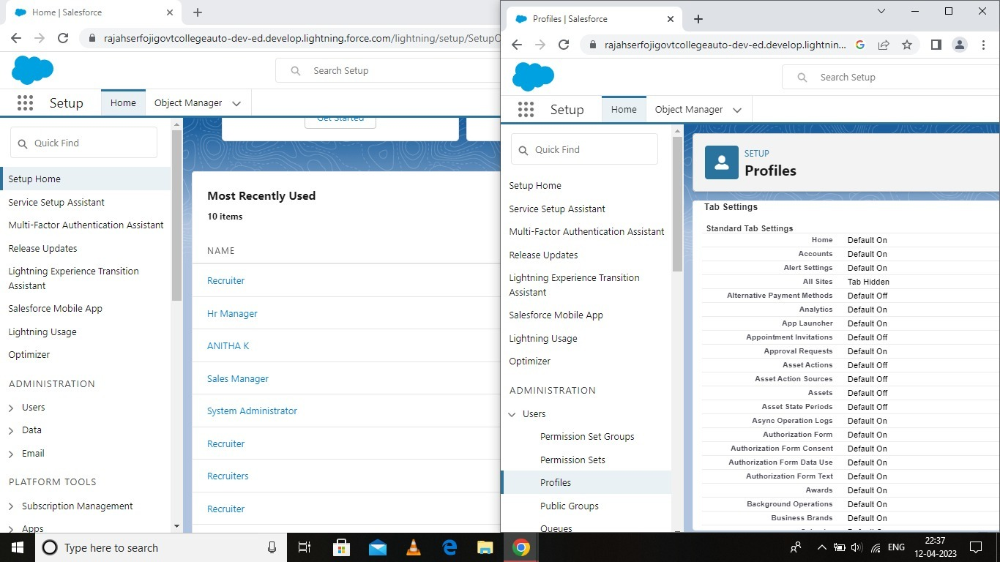 Home | Salesforce
rajahserfojigovtcollegeauto-dev-ed.develop.lightning.force.com/lightning/setup/SetupO
Search Setup
Setup
Home
Object Manager
Get Started
Quick Find
Setup Home
Service Setup Assistant
Multi-Factor Authentication Assistant
Release Updates
Lightning Experience Transition
Assistant
Salesforce Mobile App
Lightning Usage
Optimizer
ADMINISTRATION
Users
Data
Email
PLATFORM TOOLS
Subscription Management
Apps
Most Recently Used
10 items
NAME
Recruiter
Hr Manager
ANITHA K
Sales Manager
System Administrator
Recruiter
Recruiters
Recruiter
Profiles | Salesforce
rajahserfojigovtcollegeauto-dev-ed.develop.lightnin...
Search Setup
Setup
Home
Object Manager
Quick Find
Setup Home
Service Setup Assistant
Multi-Factor Authentication Assistant
Release Updates
Lightning Experience Transition
Assistant
Salesforce Mobile App
Lightning Usage
Optimizer
ADMINISTRATION
Users
Permission Set Groups
Permission Sets
Profiles
Public Groups
Queues
SETUP
Profiles
Tab Settings
Standard Tab Settings
Home Default On
Accounts Default On
Alert Settings Default On
All Sites Tab Hidden
Alternative Payment Methods Default Off
Analytics Default On
App Launcher Default On
Appointment Invitations Default Off
Approval Requests Default On
Asset Actions Default Off
Asset Action Sources Default Off
Assets Default Off
Asset State Periods Default Off
Async Operation Logs Default On
Authorization Form Default On
Authorization Form Consent Default On
Authorization Form Data Use Default On
Authorization Form Text Default On
Awards Default On
Background Operations Default On
Business Brands Default On
Type here to search
ENG
22:37
12-04-2023